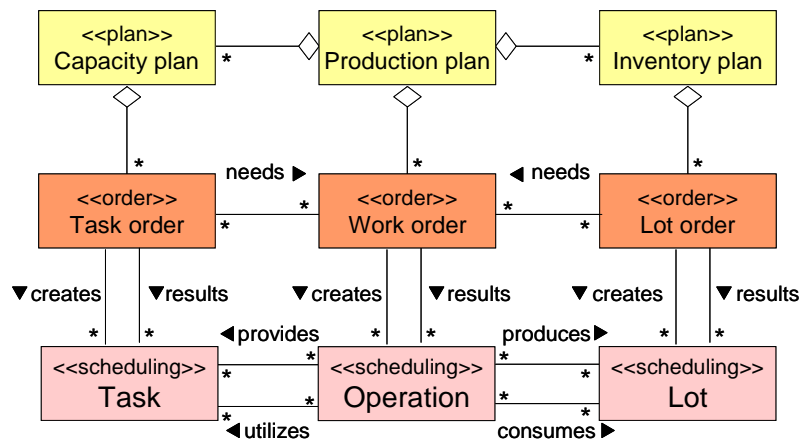 <<plan>>
Capacity plan
<<plan>>
Production plan
<<plan>>
Inventory plan
*
*
*
*
*
needs ►
◄ needs
<<order>>
Task order
<<order>>
Work order
<<order>>
Lot order
*
*
*
*
▼creates
▼results
▼creates
▼results
▼creates
▼results
*
*
*
*
*
*
◄provides
produces ►
<<scheduling>>
Task
<<scheduling>>
Operation
<<scheduling>>
Lot
*
*
*
*
*
*
*
*
◄utilizes
consumes ►